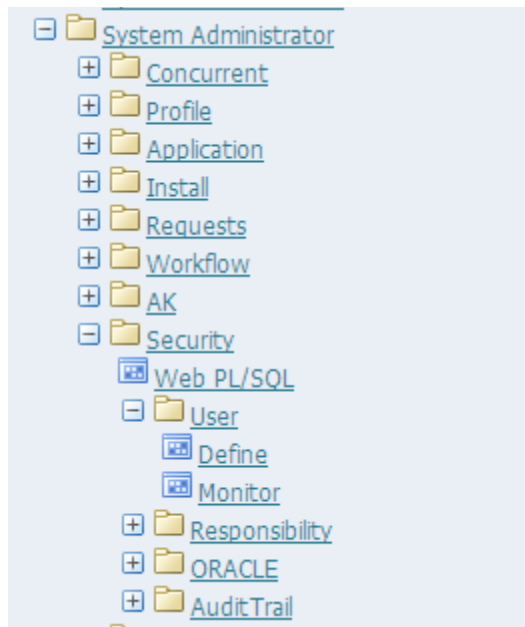 System Administrator
Concurrent
Profile
Application
Install
Requests
Workflow
AK
Security
Web PL/SQL
User
Define
Monitor
Responsibility
ORACLE
AuditTrail